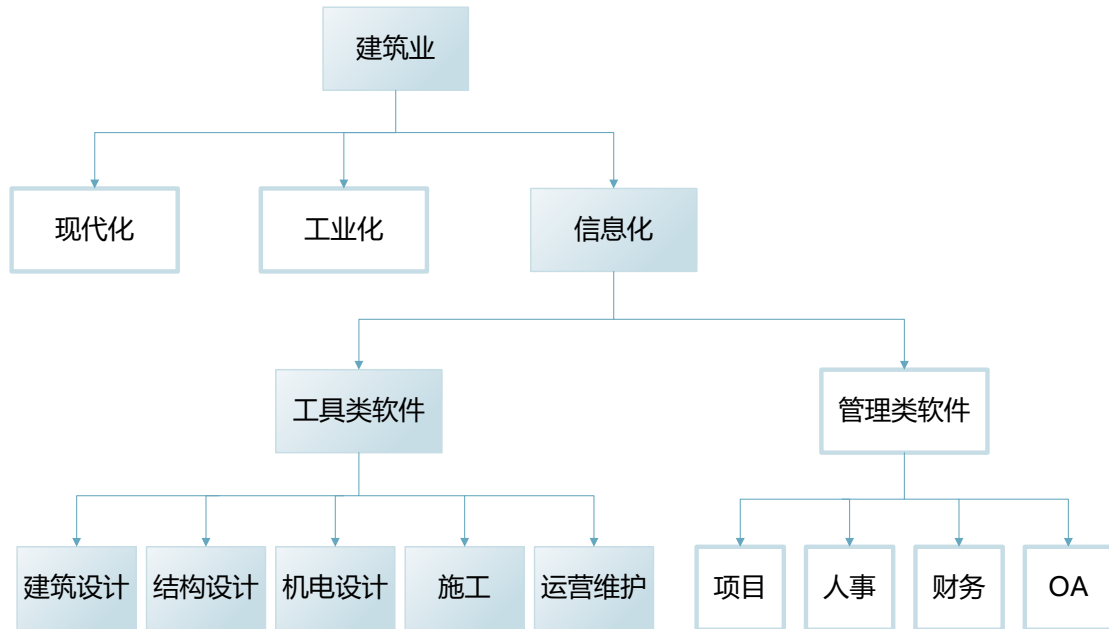 建筑业
现代化
工业化
信息化
工具类软件
管理类软件
建筑设计
结构设计
机电设计
施工
运营维护
项目
人事
财务
OA